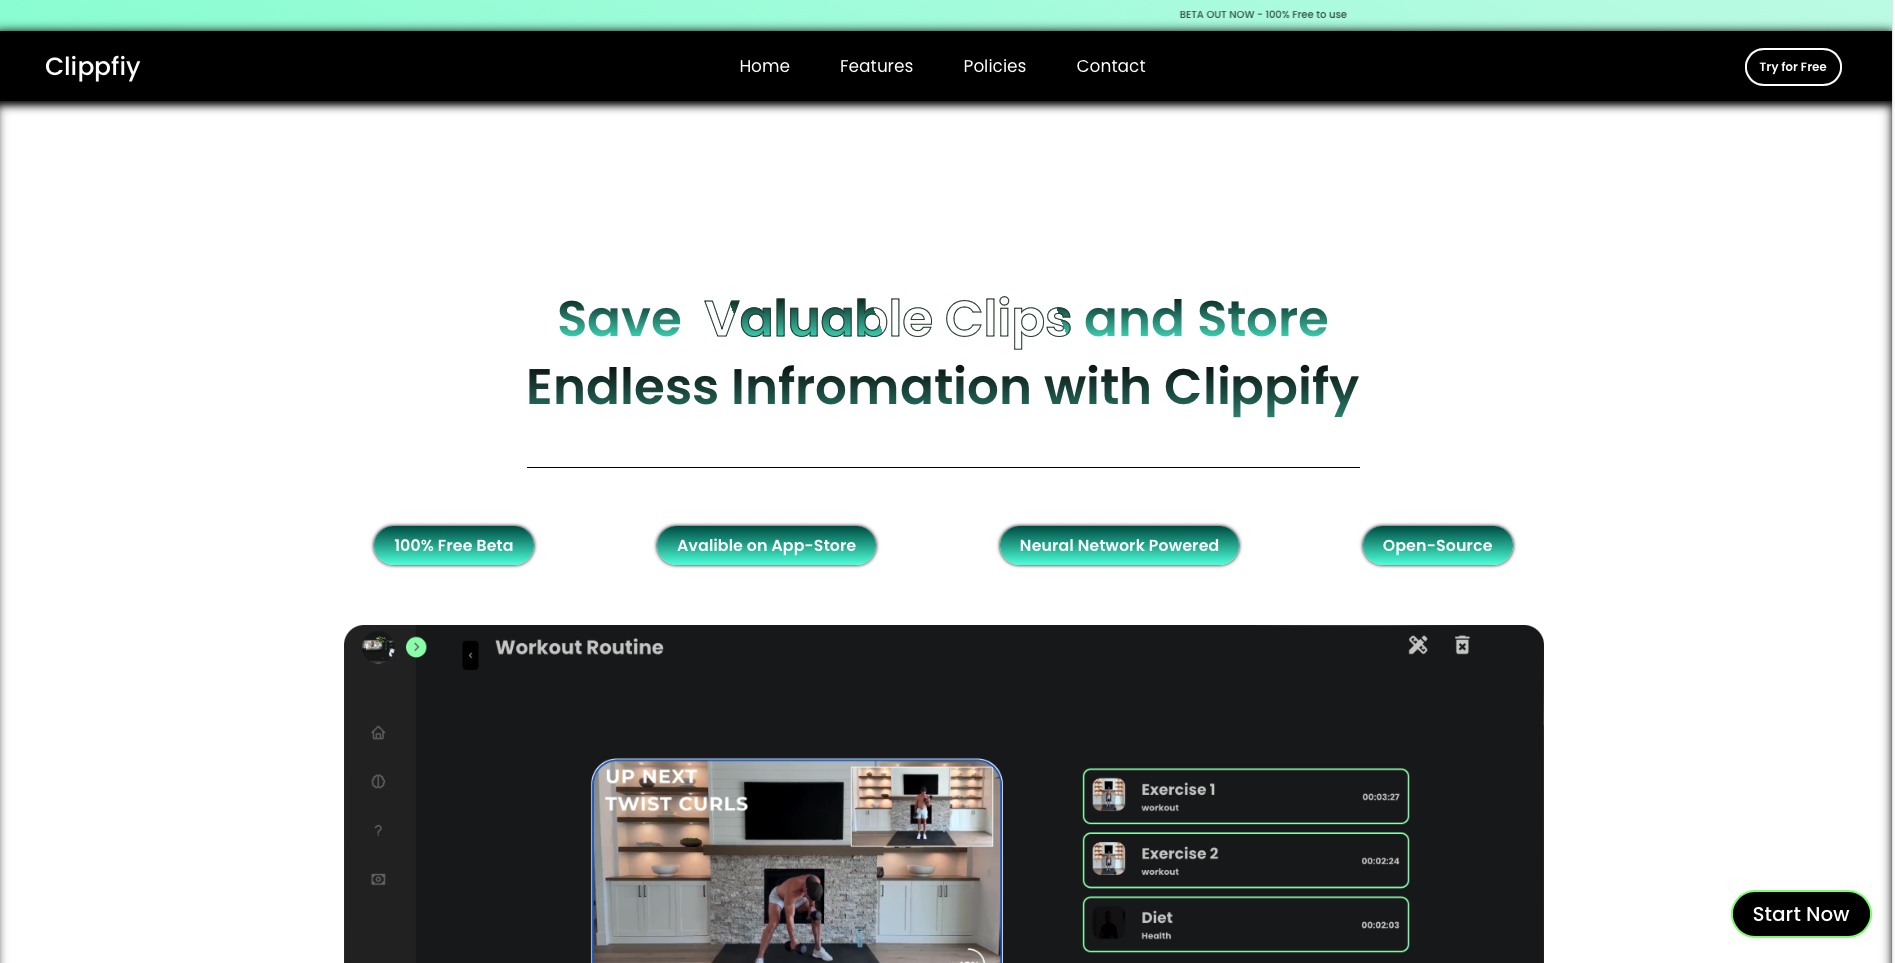 BETA OUT NOW - 100% Free to use
Clippfiy
Home
Features
Policies
Contact
Try for Free
Save Valuable Clips and Store
Endless Infromation with Clippify
100% Free Beta
Avalible on App-Store
Neural Network Powered
Open-Source
Workout Routine
UP NEXT
TWIST CURLS
Exercise 1
workout
00:03:27
Exercise 2
workout
00:02:24
Diet
Health
00:02:03
Start Now